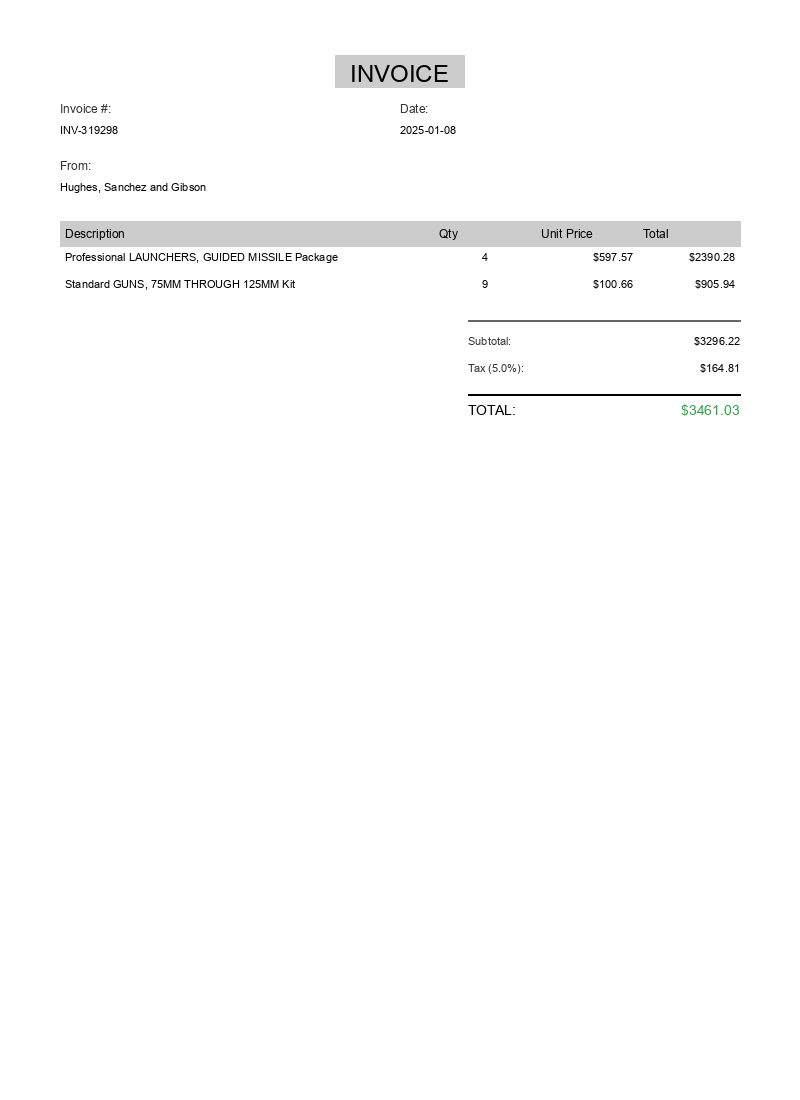 INVOICE
Invoice #: Date:
INV-319298 2025-01-08
From:
Hughes, Sanchez and Gibson
Description Qty Unit Price Total
Professional LAUNCHERS, GUIDED MISSILE Package 4 $597.57 $2390.28
Standard GUNS, 75MM THROUGH 125MM Kit 9 $100.66 $905.94
Subtotal: $3296.22
Tax (5.0%): $164.81
TOTAL: $3461.03